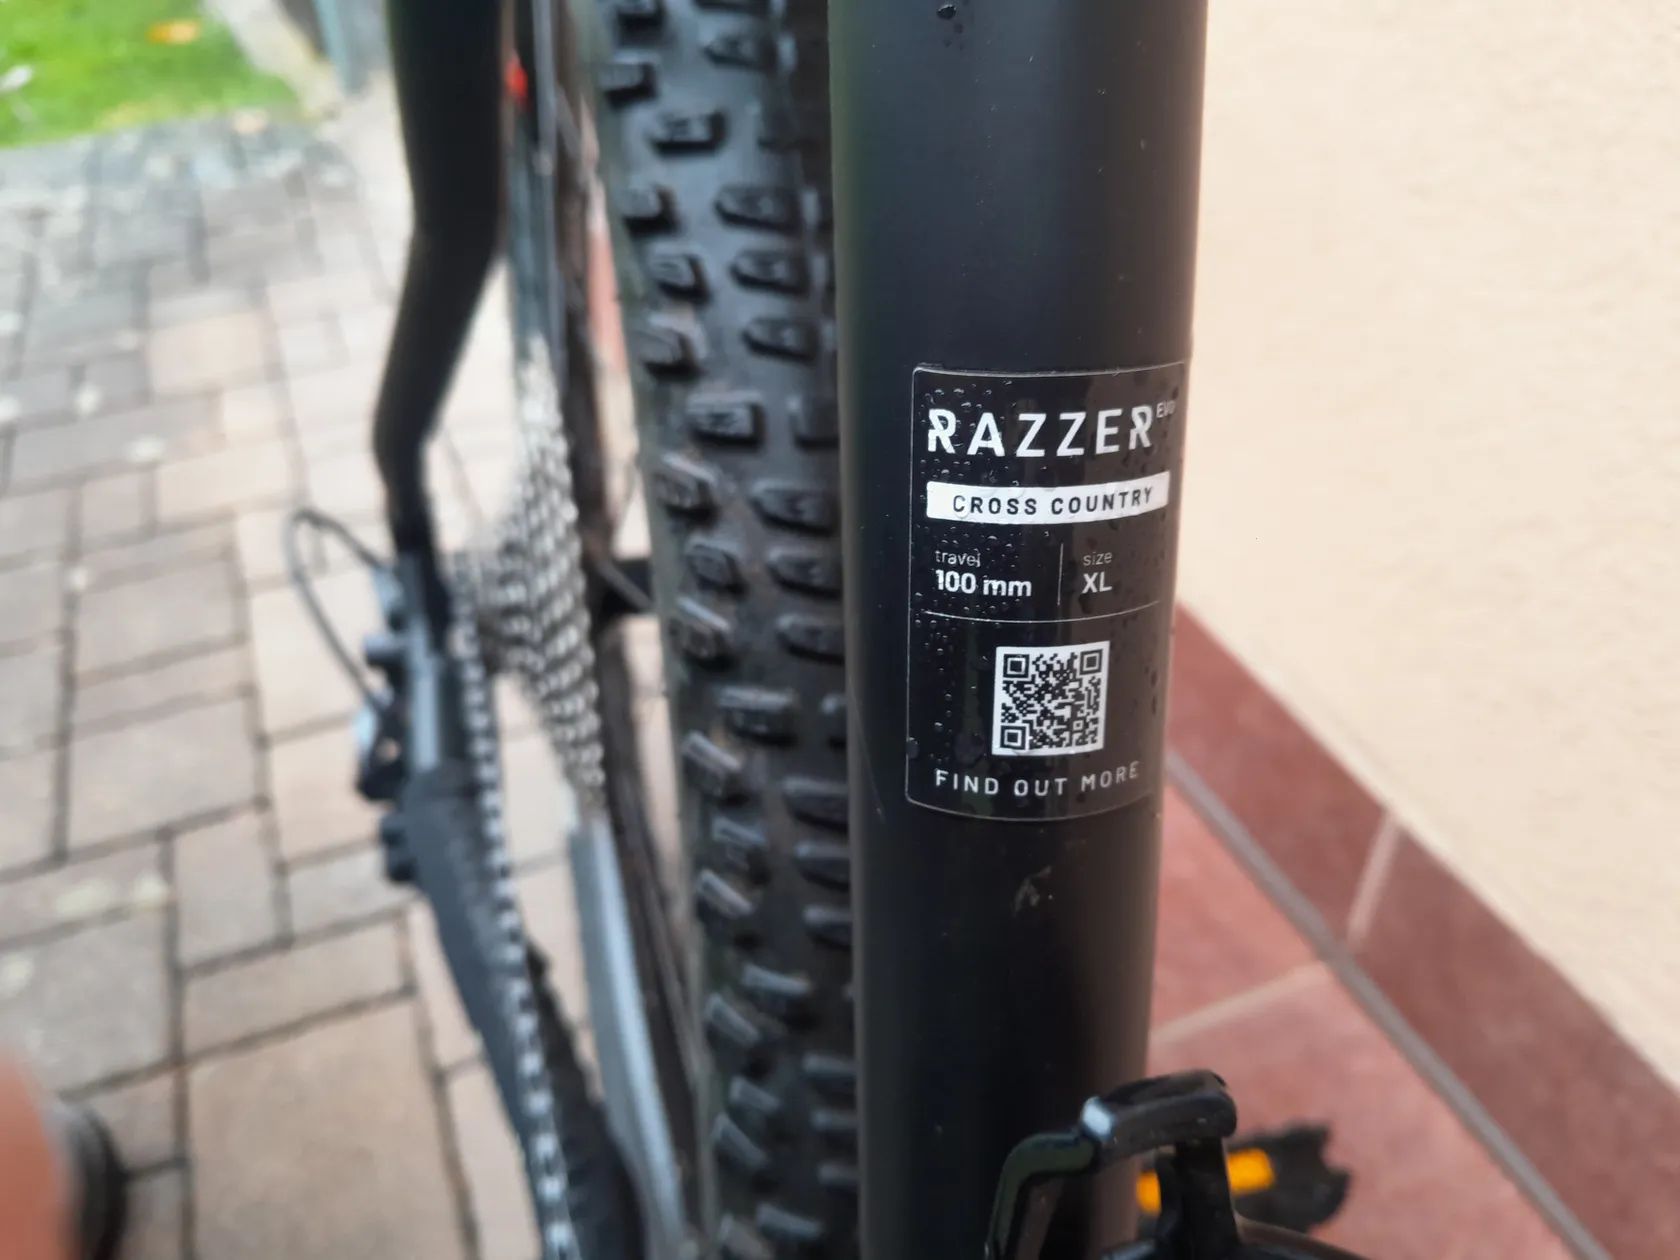 RAZZER EVO
CROSS COUNTRY
travel size
100 mm XL
FIND OUT MORE